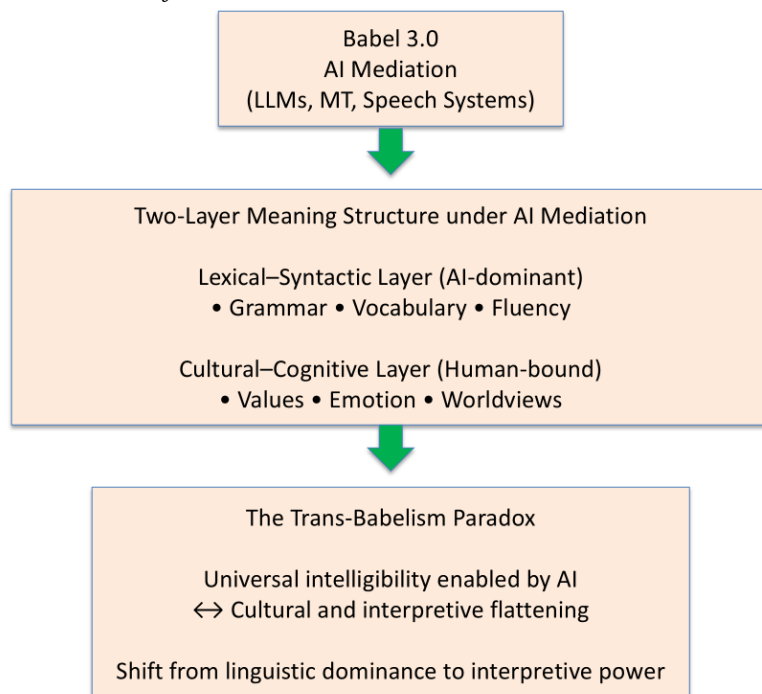 Babel 3.0
AI Mediation
(LLMs, MT, Speech Systems)
Two-Layer Meaning Structure under AI Mediation
Lexical–Syntactic Layer (AI-dominant)
• Grammar • Vocabulary • Fluency
Cultural–Cognitive Layer (Human-bound)
• Values • Emotion • Worldviews
The Trans-Babelism Paradox
Universal intelligibility enabled by AI
↔ Cultural and interpretive flattening
Shift from linguistic dominance to interpretive power